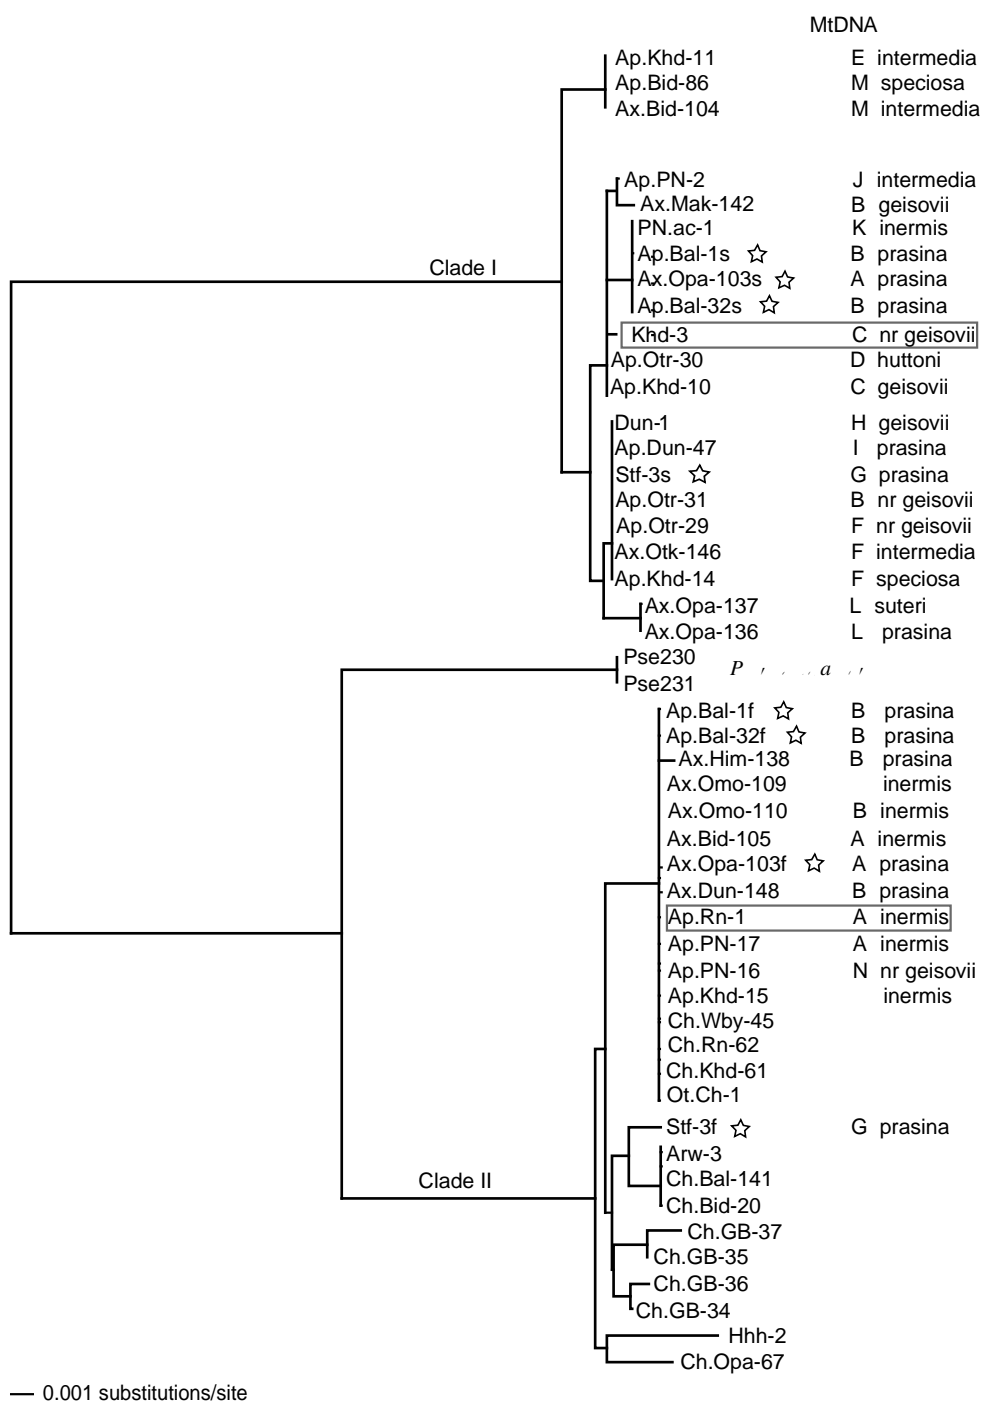 MtDNA
Ap.Khd-11 E intermedia
Ap.Bid-86 M speciosa
Ax.Bid-104 M intermedia
Ap.PN-2 J intermedia
Ax.Mak-142 B geisovii
PN.ac-1 K inermis
Ap.Bal-1s ☆ B prasina
Clade I
Ax.Opa-103s ☆ A prasina
Ap.Bal-32s ☆ B prasina
Khd-3 C nr geisovii
Ap.Otr-30 D huttoni
Ap.Khd-10 C geisovii
Dun-1 H geisovii
Ap.Dun-47 I prasina
Stf-3s ☆ G prasina
Ap.Otr-31 B nr geisovii
Ap.Otr-29 F nr geisovii
Ax.Otk-146 F intermedia
Ap.Khd-14 F speciosa
Ax.Opa-137 L suteri
Ax.Opa-136 L prasina
Pse230
Pse231
Ap.Bal-1f ☆ B prasina
Ap.Bal-32f ☆ B prasina
Ax.Him-138 B prasina
Ax.Omo-109 inermis
Ax.Omo-110 B inermis
Ax.Bid-105 A inermis
Ax.Opa-103f ☆ A prasina
Ax.Dun-148 B prasina
Ap.Rn-1 A inermis
Ap.PN-17 A inermis
Ap.PN-16 N nr geisovii
Ap.Khd-15 inermis
Ch.Wby-45
Ch.Rn-62
Ch.Khd-61
Ot.Ch-1
Stf-3f ☆ G prasina
Arw-3
Clade II
Ch.Bal-141
Ch.Bid-20
Ch.GB-37
Ch.GB-35
Ch.GB-36
Ch.GB-34
Hhh-2
Ch.Opa-67
0.001 substitutions/site